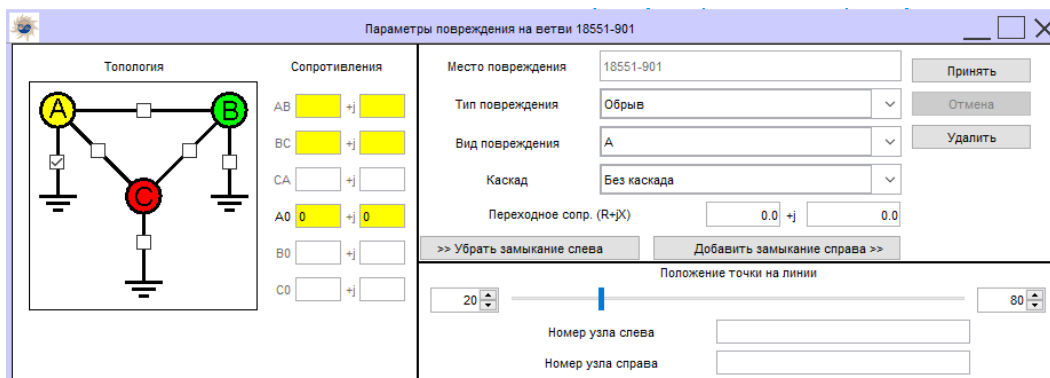 Параметры повреждения на ветви 18551-901
Топология
Сопротивления
A
B
C
AB +j
BC +j
CA +j
A0 0 +j 0
B0 +j
C0 +j
Место повреждения 18551-901
Тип повреждения Обрыв
Вид повреждения A
Каскад Без каскада
Переходное сопр. (R+jX) 0.0 +j 0.0
>> Убрать замыкание слева
Добавить замыкание справа >>
Принять
Отмена
Удалить
Положение точки на линии
20 80
Номер узла слева
Номер узла справа